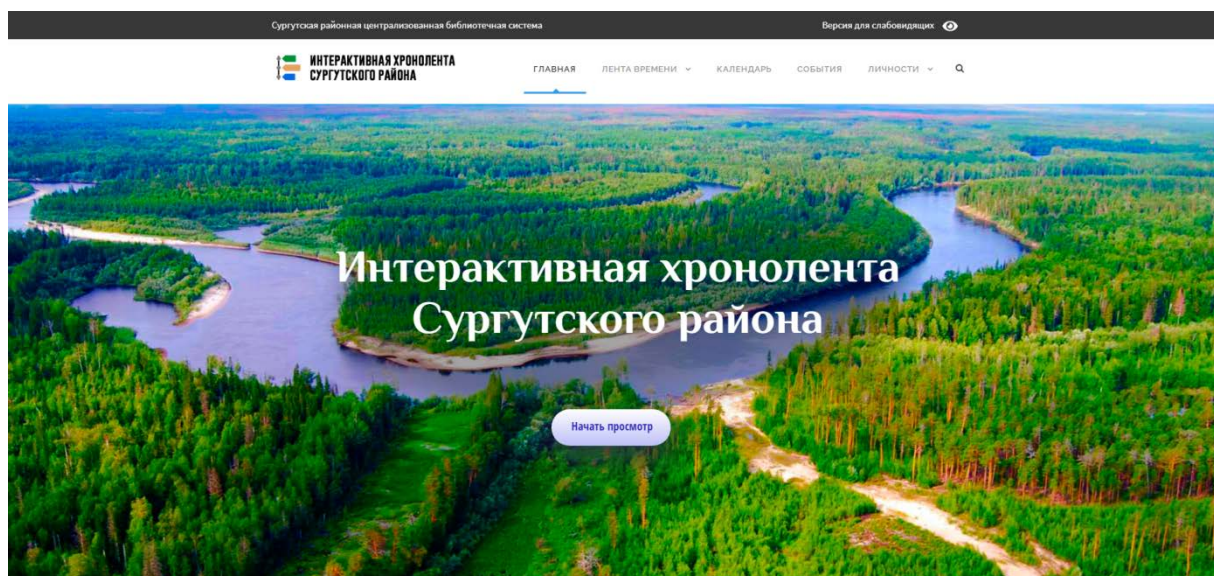 Сургутская районная централизованная библиотечная система
Версия для слабовидящих
ИНТЕРАКТИВНАЯ ХРОНОЛЕНТА
СУРГУТСКОГО РАЙОНА
ГЛАВНАЯ
ЛЕНТА ВРЕМЕНИ
КАЛЕНДАРЬ
СОБЫТИЯ
ЛИЧНОСТИ
Интерактивная хронолента
Сургутского района
Начать просмотр